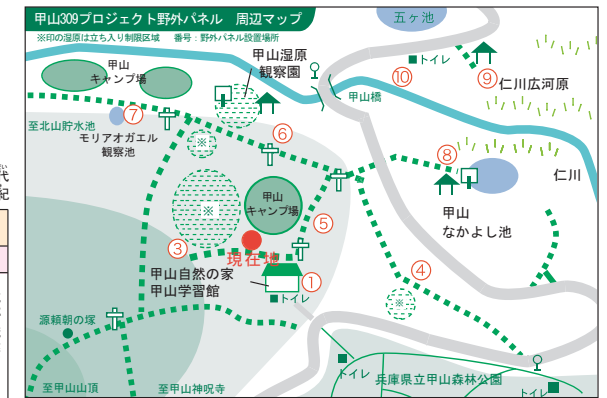 甲山309プロジェクト野外パネル　周辺マップ
※印の湿原は立ち入り制限区域　番号：野外パネル設置場所
五ヶ池
甲山
キャンプ場
甲山湿原
観察園
トイレ
⑩
⑨
仁川広河原
甲山橋
至北山貯水池
⑦
モリアオガエル
観察池
⑥
※
⑧
仁川
※
甲山
キャンプ場
甲山
なかよし池
⑤
③
現在地
甲山自然の家
甲山学習館
①
トイレ
④
※
源頼朝の塚
トイレ
兵庫県立甲山森林公園
至甲山山頂
至甲山神呪寺
トイレ
代
紀